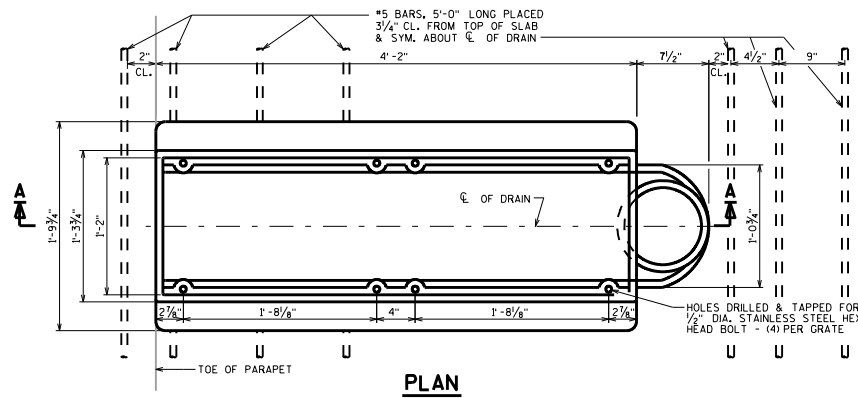 #5 BARS, 5'-0" LONG PLACED
3¼" CL. FROM TOP OF SLAB
& SYM. ABOUT ℄ OF DRAIN
2"
CL.
4'-2"
7½"
2"
CL.
4½"
9"
A
A
1'-9¾"
1'-3¾"
1'-2"
℄ OF DRAIN
1'-0¾"
2⅞"
1'-8⅛"
4"
1'-8⅛"
2⅞"
HOLES DRILLED & TAPPED FOR
½" DIA. STAINLESS STEEL HEX
HEAD BOLT - (4) PER GRATE
TOE OF PARAPET
PLAN